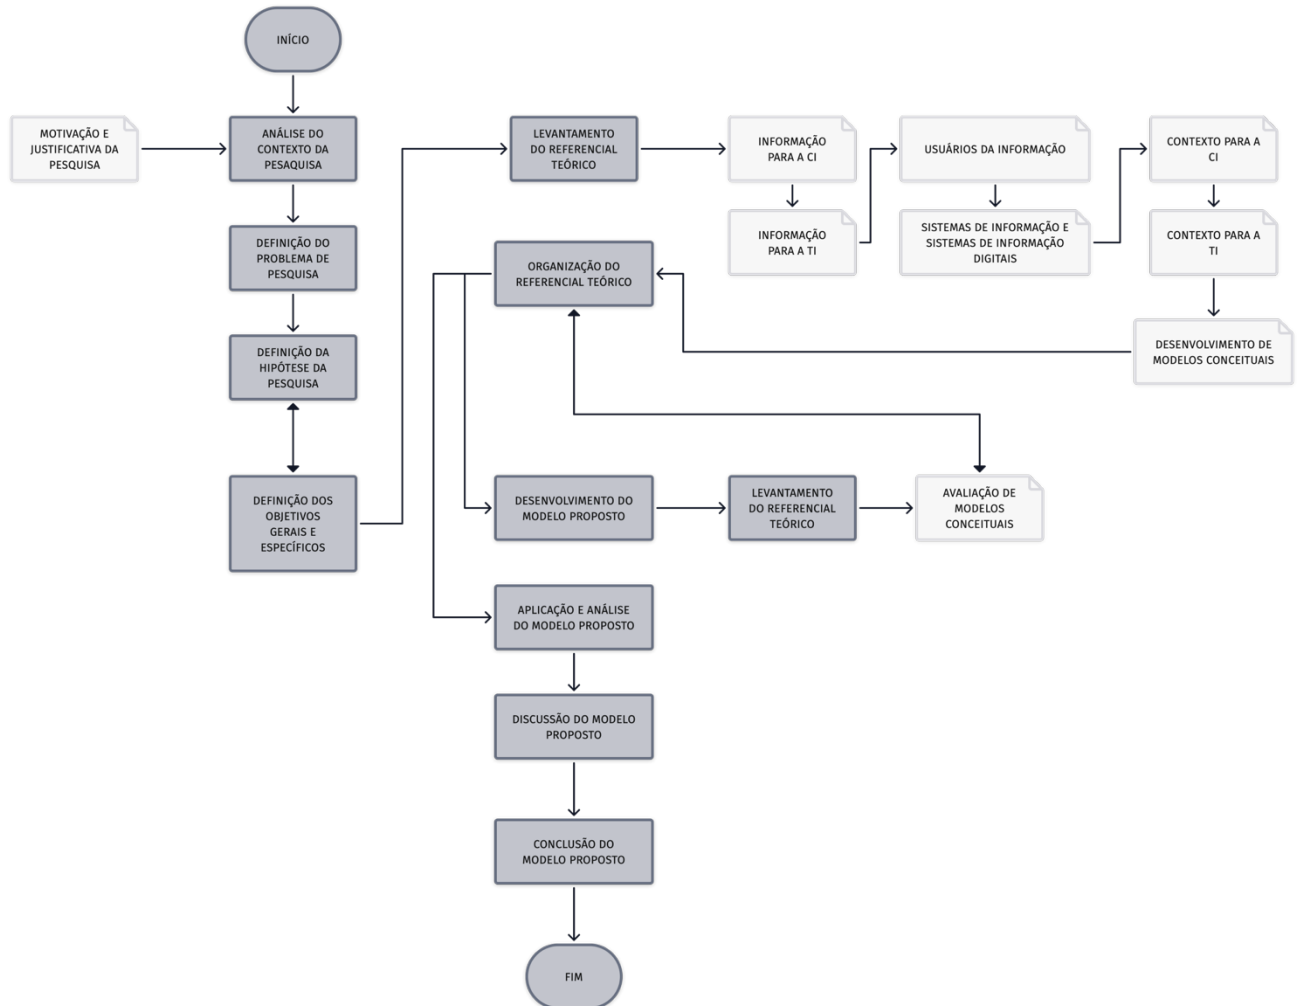 INÍCIO
MOTIVAÇÃO E
JUSTIFICATIVA DA
PESQUISA
ANÁLISE DO
CONTEXTO DA
PESAQUISA
LEVANTAMENTO
DO REFERENCIAL
TEÓRICO
INFORMAÇÃO
PARA A CI
USUÁRIOS DA INFORMAÇÃO
CONTEXTO PARA A
CI
DEFINIÇÃO DO
PROBLEMA DE
PESQUISA
ORGANIZAÇÃO DO
REFERENCIAL TEÓRICO
INFORMAÇÃO
PARA A TI
SISTEMAS DE INFORMAÇÃO E
SISTEMAS DE INFORMAÇÃO
DIGITAIS
CONTEXTO PARA A
TI
DEFINIÇÃO DA
HIPÓTESE DA
PESQUISA
DESENVOLVIMENTO DE
MODELOS CONCEITUAIS
DEFINIÇÃO DOS
OBJETIVOS
GERAIS E
ESPECÍFICOS
DESENVOLVIMENTO DO
MODELO PROPOSTO
LEVANTAMENTO
DO REFERENCIAL
TEÓRICO
AVALIAÇÃO DE
MODELOS
CONCEITUAIS
APLICAÇÃO E ANÁLISE
DO MODELO PROPOSTO
DISCUSSÃO DO MODELO
PROPOSTO
CONCLUSÃO DO
MODELO PROPOSTO
FIM